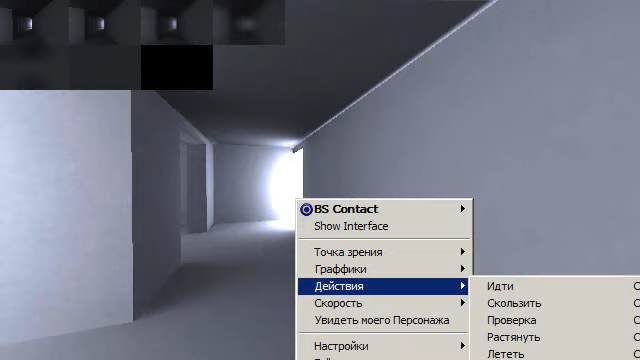 BS Contact
Show Interface
Точка зрения
Граффики
Действия
Скорость
Увидеть моего Персонажа
Настройки
Идти
Скользить
Проверка
Растянуть
Лететь